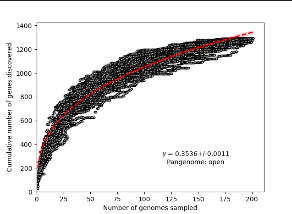 1400
1200
1000
800
600
400
200
0
Cumulative number of genes discovered
γ = 0.3536+/-0.0011
Pangenome: open
0 25 50 75 100 125 150 175 200
Number of genomes sampled